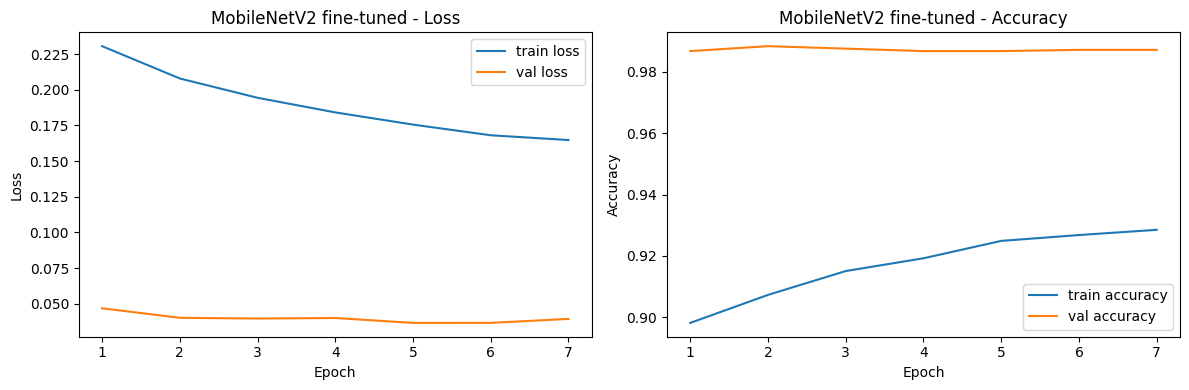 MobileNetV2 fine-tuned - Loss
train loss
val loss
0.225
0.200
0.175
0.150
0.125
0.100
0.075
0.050
Loss
1 2 3 4 5 6 7
Epoch
MobileNetV2 fine-tuned - Accuracy
0.98
0.96
0.94
0.92
0.90
Accuracy
train accuracy
val accuracy
1 2 3 4 5 6 7
Epoch